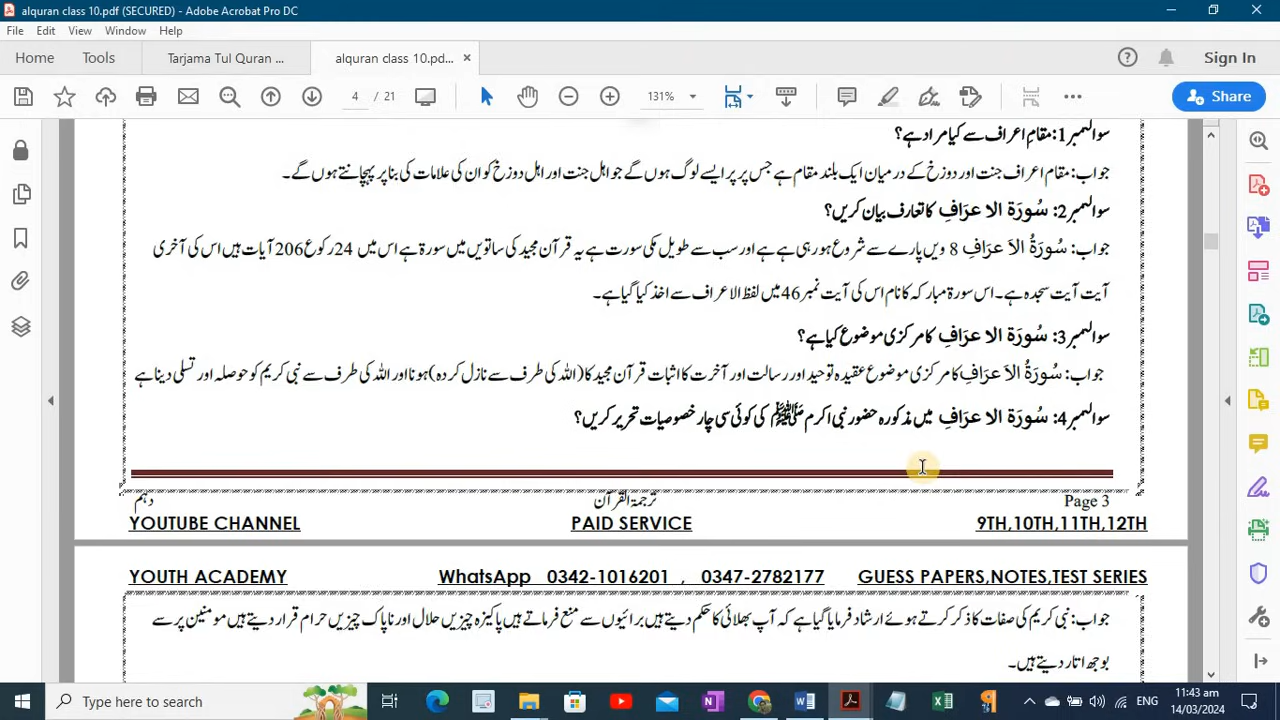 alquran class 10.pdf (SECURED) - Adobe Acrobat Pro DC
File Edit View Window Help
Home Tools Tarjama Tul Quran ... alquran class 10.pd... × Sign In
4 / 21 131% Share
سوالنمبر1: مقامِ اعراف سے کیا مراد ہے؟
جواب: مقام اعراف جنت اور دوزخ کے درمیان ایک بلند مقام ہے جس پر پر ایسے لوگ ہوں گے جو اہل جنت اور اہل دوزخ کو ان کی علامات کی بنا پر پہچانتے ہوں گے۔
سوالنمبر2: سُورَۃ الا عرَافِ کا تعارف بیان کریں؟
جواب: سُورَۃُ الاَ عرَافِ 8 ویں پارے سے شروع ہو رہی ہے ہے اور سب سے طویل مکی سورت ہے یہ قرآن مجید کی ساتویں میں سورۃ ہے اس میں 24 رکوع 206 آیات ہیں اس کی آخری
آیت آیت سجدہ ہے۔ اس سورۃ مبارکہ کا نام اس کی آیت نمبر 46 میں لفظ الاعراف سے اخذ کیا گیا ہے۔
سوالنمبر3: سُورَۃ الا عرَافِ کا مرکزی موضوع کیا ہے؟
جواب: سُورَۃُ الاَ عرَافِ کا مرکزی موضوع عقیدہ توحید اور رسالت اور آخرت کا اثبات قرآن مجید کا (اللہ کی طرف سے نازل کردہ) ہونا اور اللہ کی طرف سے نبی کریم کو حوصلہ اور تسلی دینا ہے
سوالنمبر4: سُورَۃ الا عرَافِ میں مذکورہ حضور نبی اکرم ﷺ کی کوئی سی چار خصوصیات تحریر کریں؟
دہم ترجمۃ القرآن Page 3
YOUTUBE CHANNEL PAID SERVICE 9TH,10TH,11TH,12TH
YOUTH ACADEMY WhatsApp 0342-1016201 , 0347-2782177 GUESS PAPERS,NOTES,TEST SERIES
جواب: نبی کریم کی صفات کا ذکر کرتے ہوئے ارشاد فرمایا گیا ہے کہ آپ بھلائی کا حکم دیتے ہیں برائیوں سے منع فرماتے ہیں پاکیزہ چیزیں حلال اور ناپاک چیزیں حرام قرار دیتے ہیں مومنین پر سے
بوجھ اتار دیتے ہیں۔
Type here to search ENG 11:43 am
14/03/2024